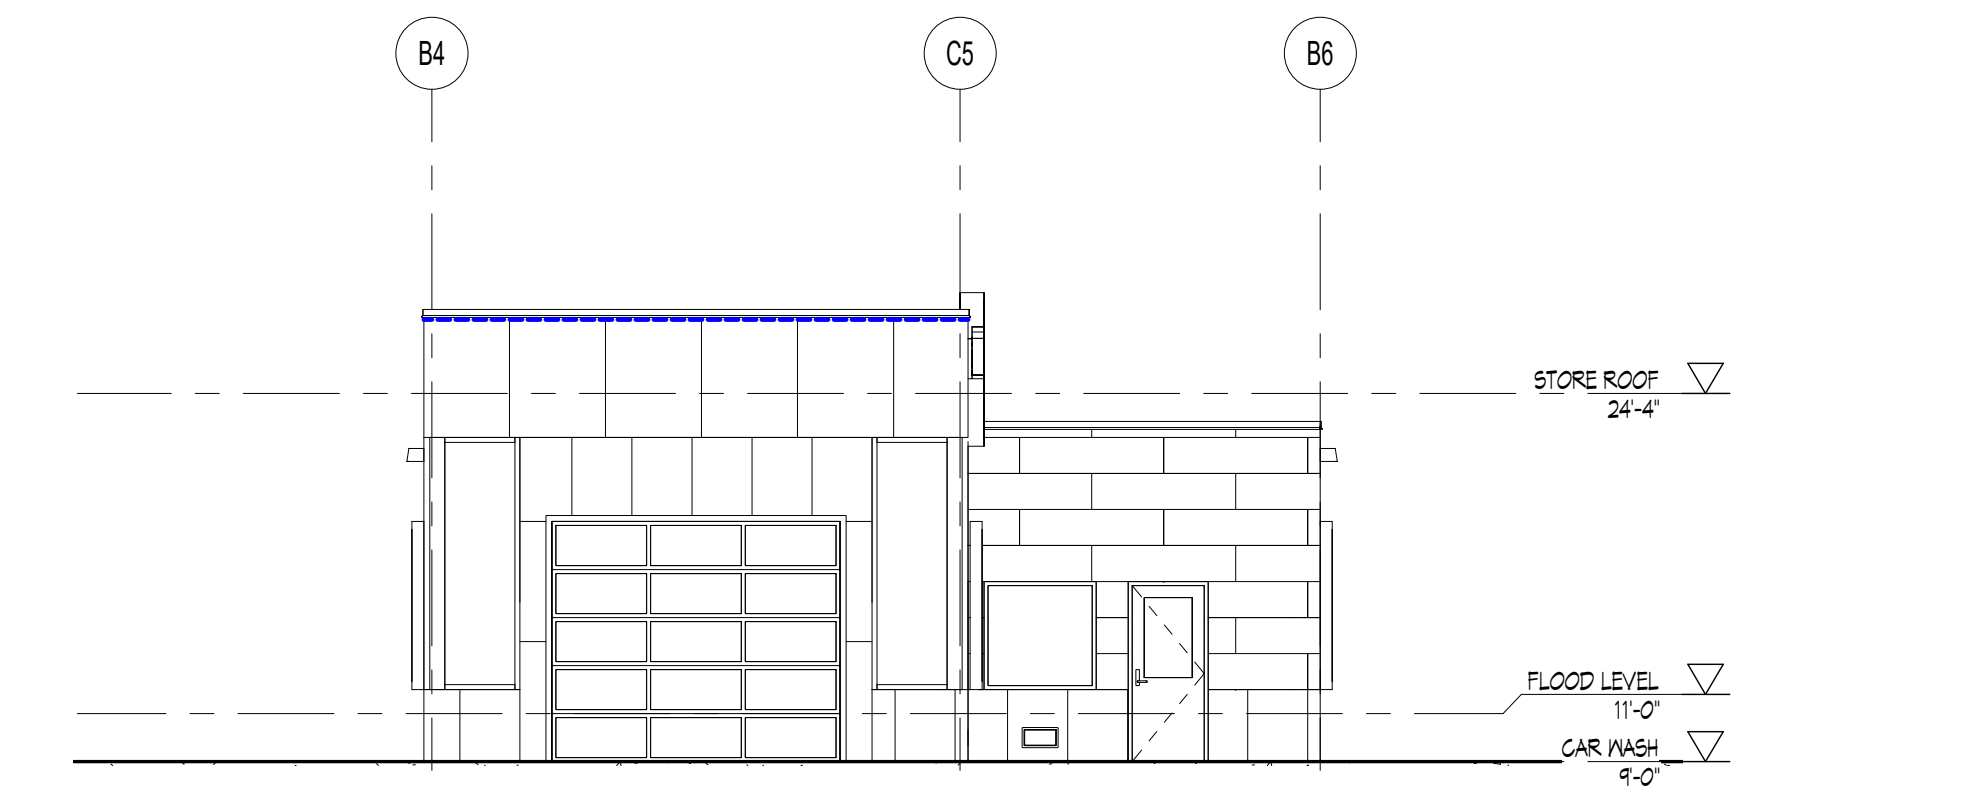 B4
C5
B6
STORE ROOF
24'-4"
FLOOD LEVEL
11'-0"
CAR WASH
9'-0"